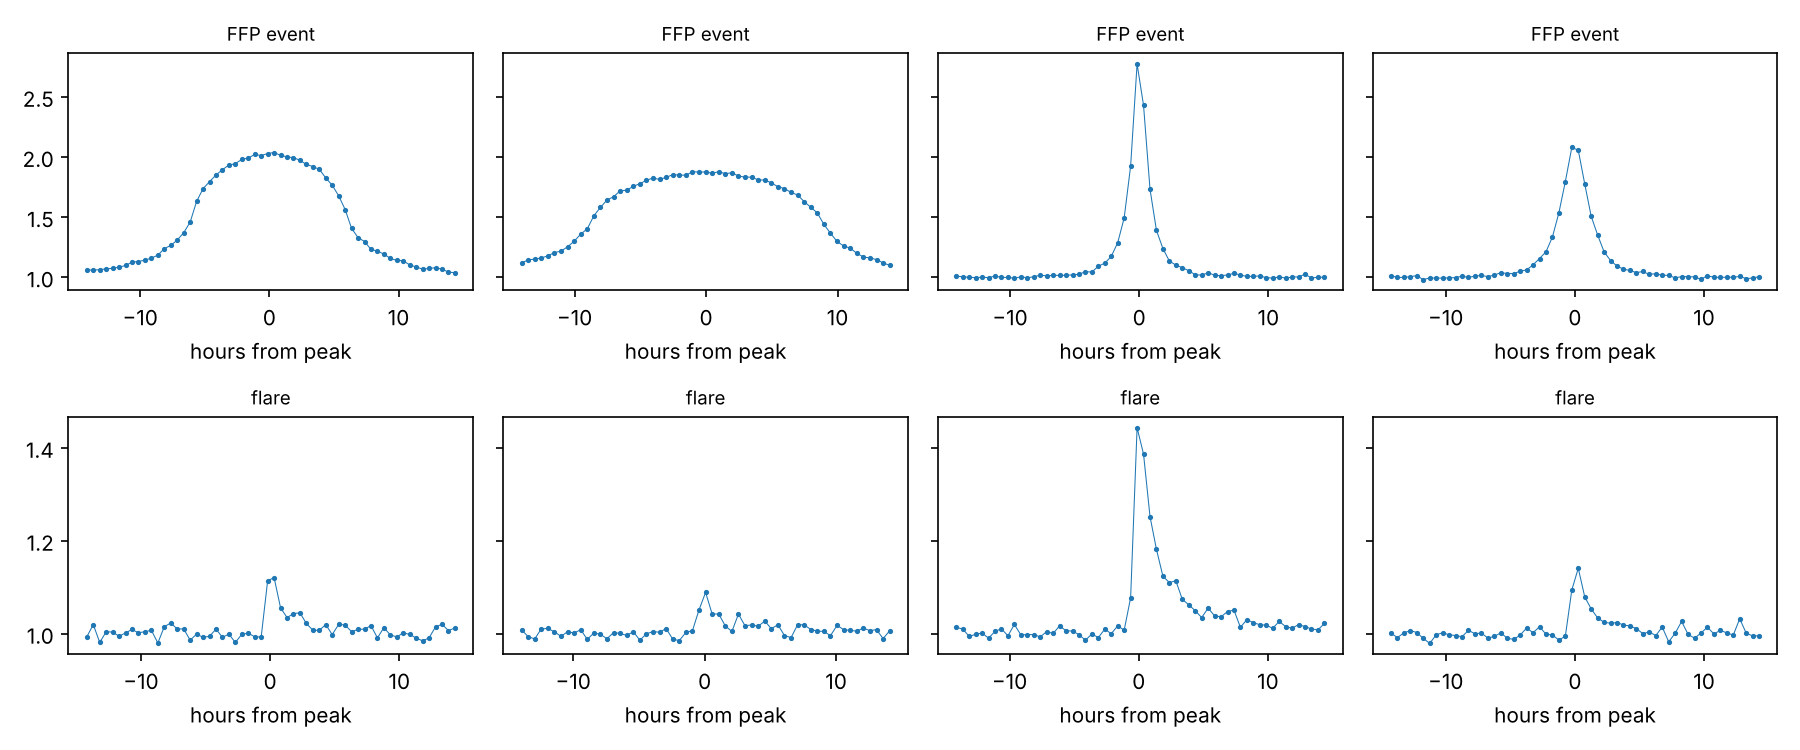 FFP event FFP event FFP event FFP event
2.5
2.0
1.5
1.0
−10 0 10 −10 0 10 −10 0 10 −10 0 10
hours from peak hours from peak hours from peak hours from peak
flare flare flare flare
1.4
1.2
1.0
−10 0 10 −10 0 10 −10 0 10 −10 0 10
hours from peak hours from peak hours from peak hours from peak